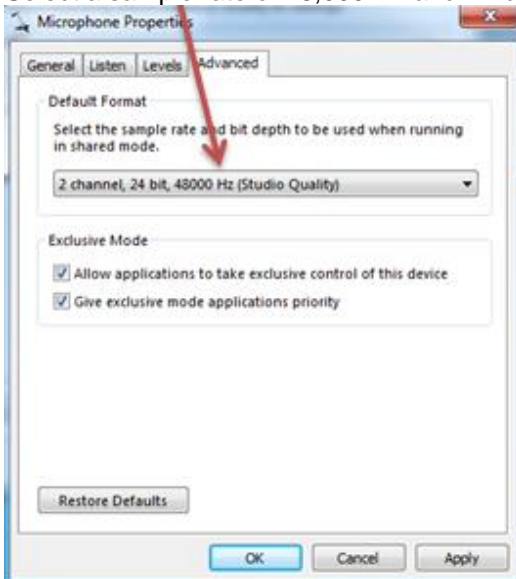 Microphone Properties
General Listen Levels Advanced
Default Format
Select the sample rate and bit depth to be used when running
in shared mode.
2 channel, 24 bit, 48000 Hz (Studio Quality)
Exclusive Mode
Allow applications to take exclusive control of this device
Give exclusive mode applications priority
Restore Defaults
OK Cancel Apply